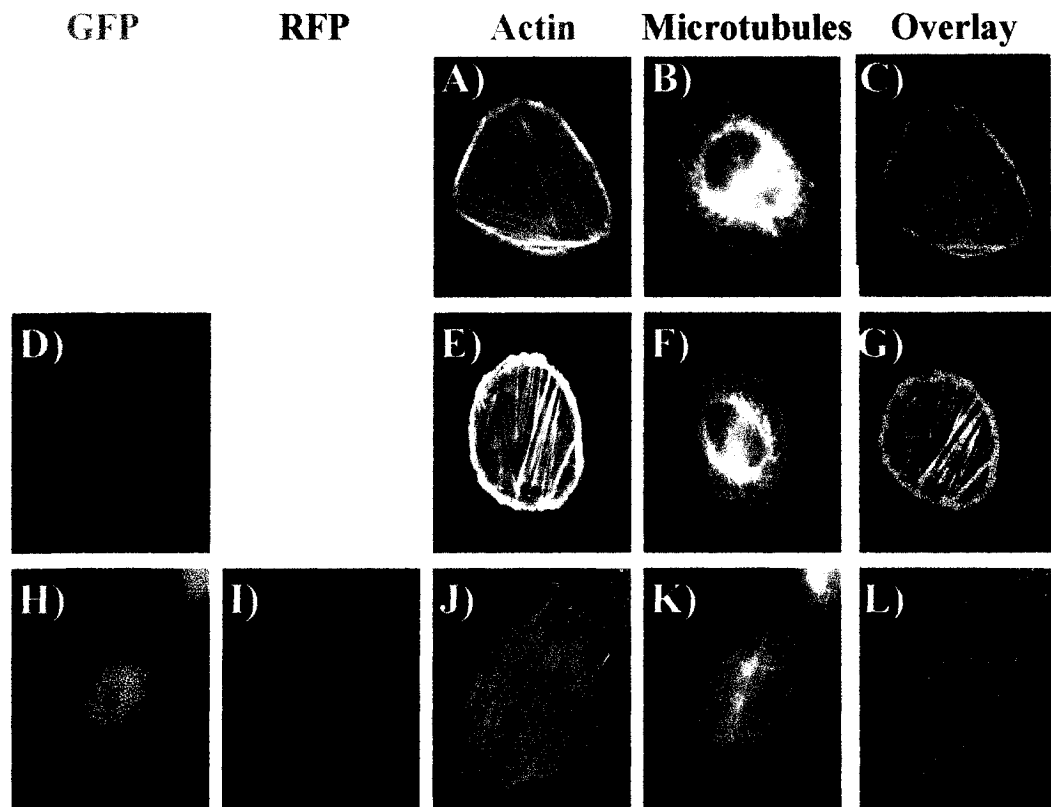 GFP RFP Actin Microtubules Overlay
A) B) C)
D) E) F) G)
H) I) J) K) L)